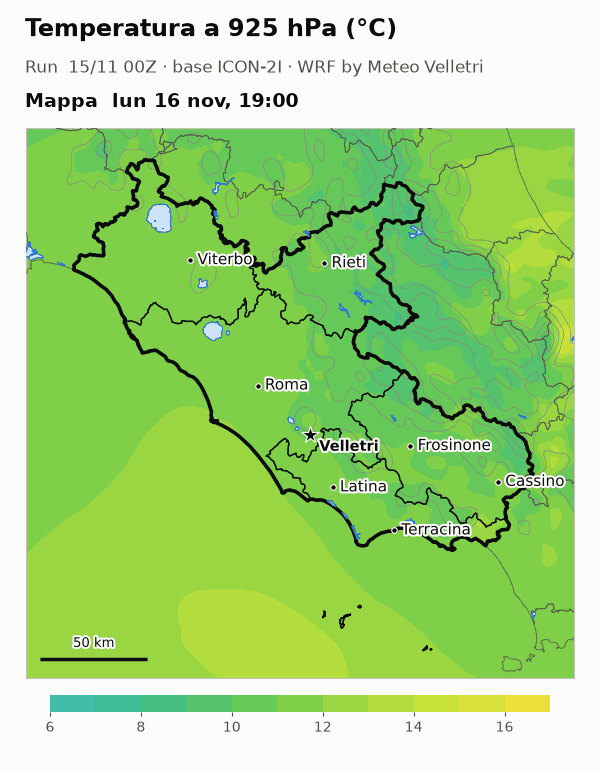 Temperatura a 925 hPa (°C)
Run  15/11 00Z · base ICON-2I · WRF by Meteo Velletri
Mappa  lun 16 nov, 19:00
Viterbo
Rieti
Roma
Velletri
Frosinone
Latina
Cassino
Terracina
50 km
6 8 10 12 14 16